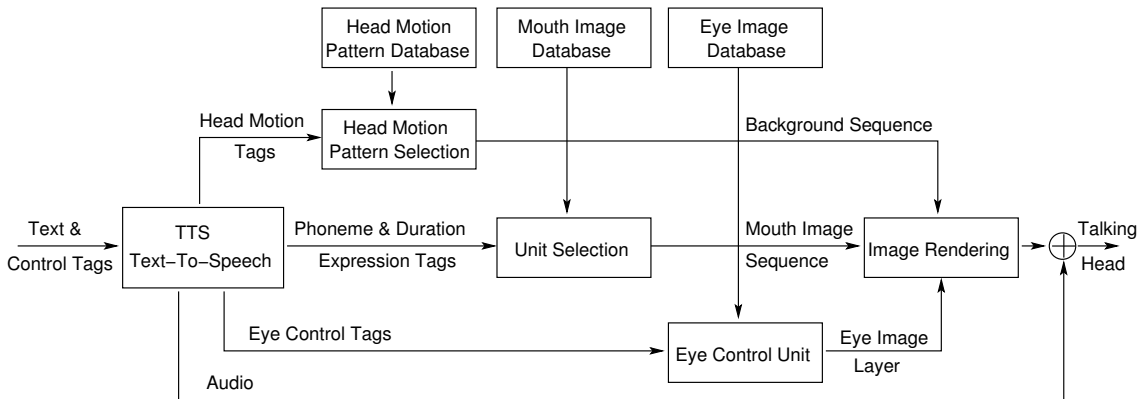 Head Motion
Pattern Database
Mouth Image
Database
Eye Image
Database
Head Motion
Tags
Head Motion
Pattern Selection
Background Sequence
Text &
Control Tags
TTS
Text-To-Speech
Phoneme & Duration
Expression Tags
Unit Selection
Mouth Image
Sequence
Image Rendering
Talking
Head
Eye Control Tags
Eye Control Unit
Eye Image
Layer
Audio